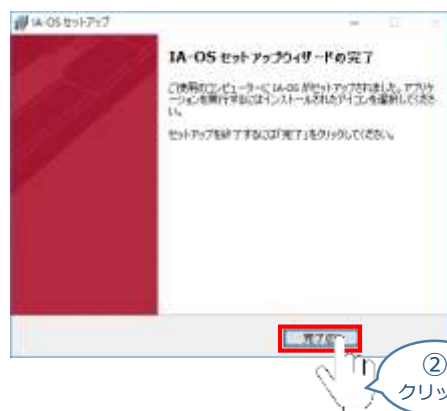 IA-OS セットアップ
IA-OS セットアップウィザードの完了
ご使用のコンピューターに IA-OS がセットアップされました。アプリケ
ーションを実行するにはインストールされたアイコンを選択してくださ
い。
セットアップを終了するには「完了」をクリックしてください。
完了(F)
②
クリッ